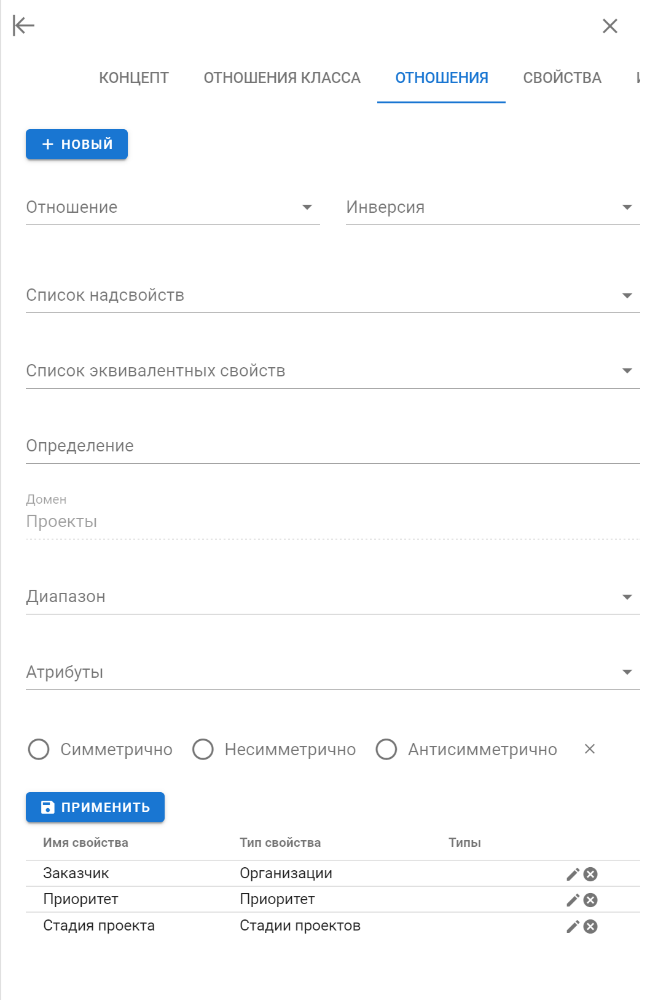 КОНЦЕПТ ОТНОШЕНИЯ КЛАССА ОТНОШЕНИЯ СВОЙСТВА
+ НОВЫЙ
Отношение Инверсия
Список надсвойств
Список эквивалентных свойств
Определение
Домен
Проекты
Диапазон
Атрибуты
Симметрично Несимметрично Антисимметрично
ПРИМЕНИТЬ
Имя свойства Тип свойства Типы
Заказчик Организации
Приоритет Приоритет
Стадия проекта Стадии проектов